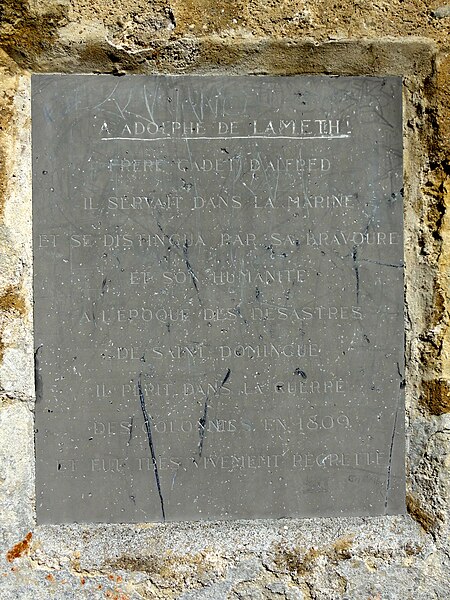 A ADOLPHE DE LAMETH
FRERE CADET D'ALFRED
IL SERVAIT DANS LA MARINE
ET SE DISTINGUA PAR SA BRAVOURE
ET SON HUMANITE
A L'EPOQUE DES DESASTRES
DE SAINT DOMINGUE
IL PERIT DANS LA GUERRE
DES COLONNIES EN 1809
ET FUT TRES VIVEMENT REGRETTE